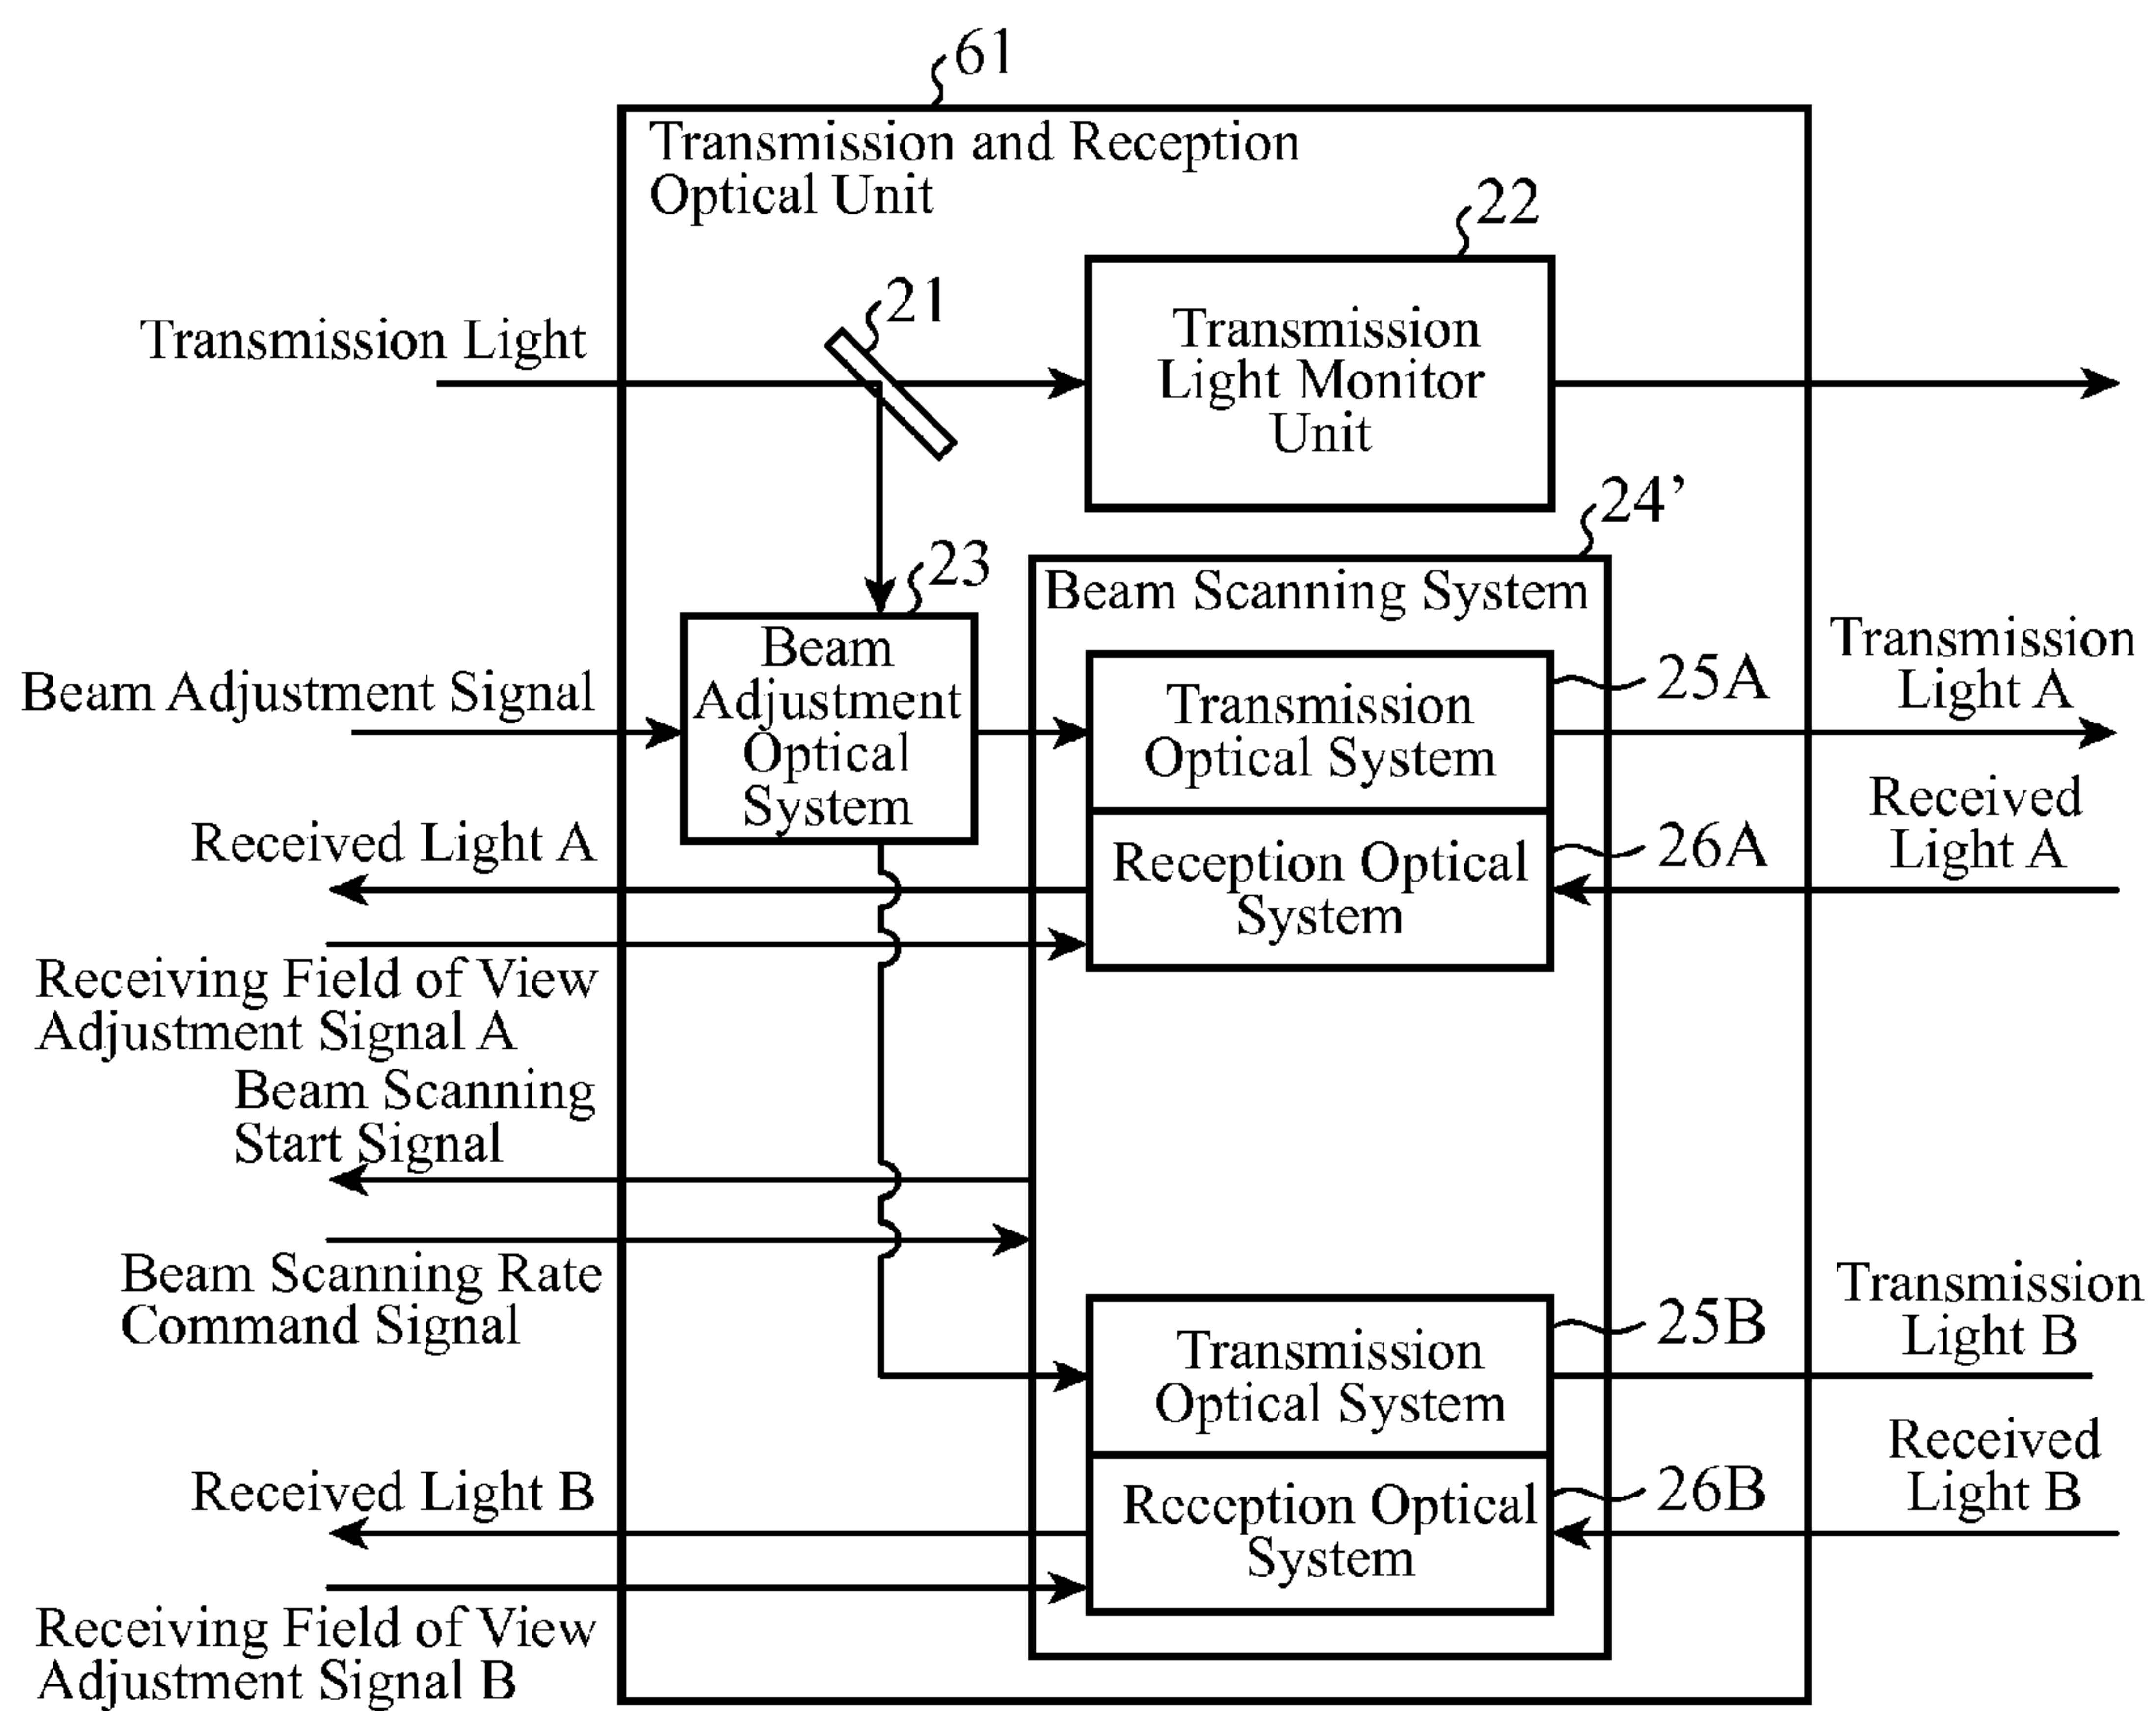 61
Transmission and Reception
Optical Unit
22
21
Transmission Light
Transmission
Light Monitor
Unit
24’
23
Beam Scanning System
Beam
Adjustment
Optical
System
Beam Adjustment Signal
Transmission
Optical System
25A
Transmission
Light A
Received Light A
Reception Optical
System
26A
Received
Light A
Receiving Field of View
Adjustment Signal A
Beam Scanning
Start Signal
Beam Scanning Rate
Command Signal
Transmission
Optical System
25B
Transmission
Light B
Received Light B
Reception Optical
System
26B
Received
Light B
Receiving Field of View
Adjustment Signal B